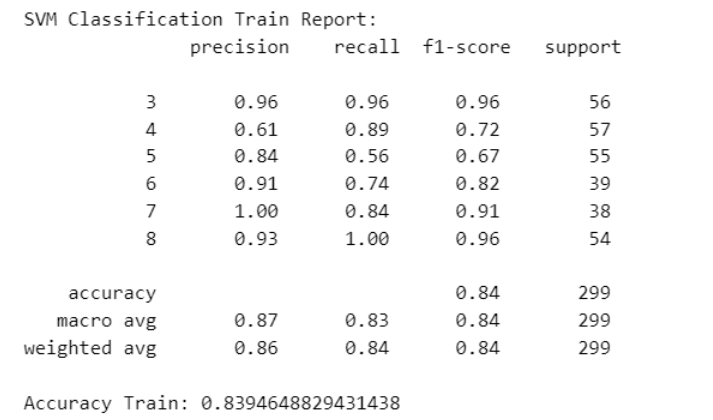 SVM Classification Train Report:
precision recall f1-score support
3 0.96 0.96 0.96 56
4 0.61 0.89 0.72 57
5 0.84 0.56 0.67 55
6 0.91 0.74 0.82 39
7 1.00 0.84 0.91 38
8 0.93 1.00 0.96 54
accuracy 0.84 299
macro avg 0.87 0.83 0.84 299
weighted avg 0.86 0.84 0.84 299
Accuracy Train: 0.8394648829431438